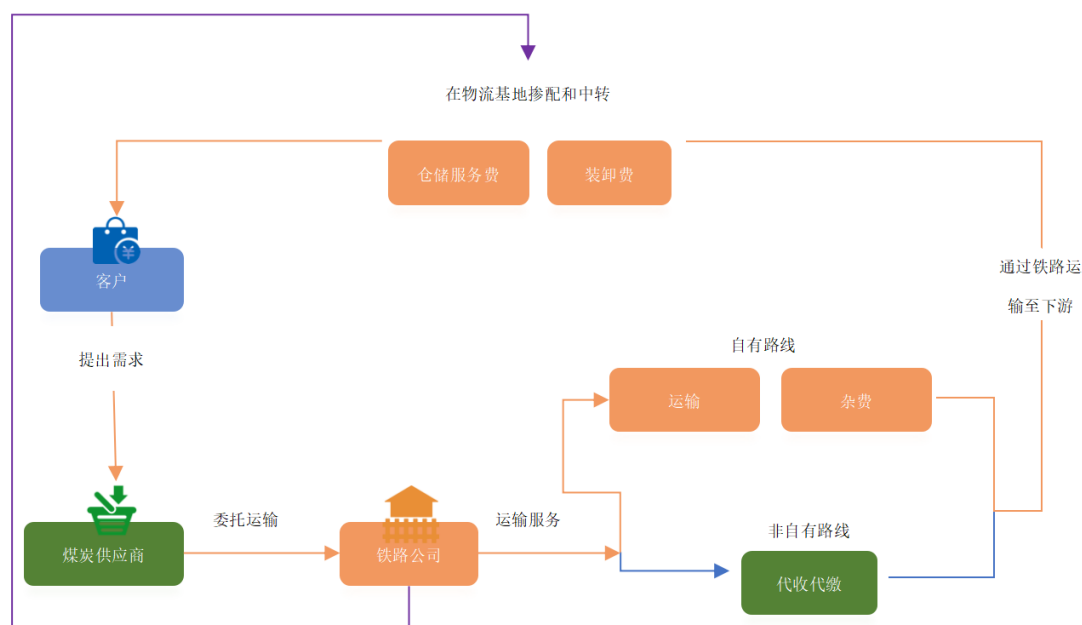 在物流基地掺配和中转
仓储服务费
装卸费
客户
通过铁路运
输至下游
提出需求
自有路线
运输
杂费
委托运输
运输服务
非自有路线
煤炭供应商
铁路公司
代收代缴